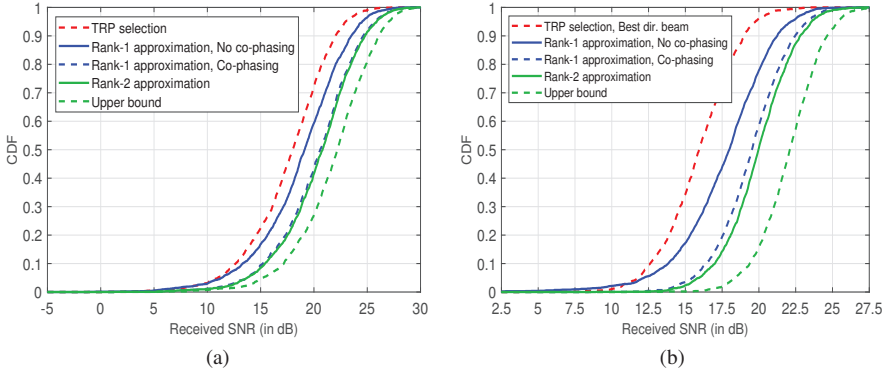 1
0.9
0.8
0.7
0.6
0.5
0.4
0.3
0.2
0.1
0
CDF
TRP selection
Rank-1 approximation, No co-phasing
Rank-1 approximation, Co-phasing
Rank-2 approximation
Upper bound
-5 0 5 10 15 20 25 30
Received SNR (in dB)
(a)
1
0.9
0.8
0.7
0.6
0.5
0.4
0.3
0.2
0.1
0
CDF
TRP selection, Best dir. beam
Rank-1 approximation, No co-phasing
Rank-1 approximation, Co-phasing
Rank-2 approximation
Upper bound
2.5 5 7.5 10 12.5 15 17.5 20 22.5 25 27.5
Received SNR (in dB)
(b)